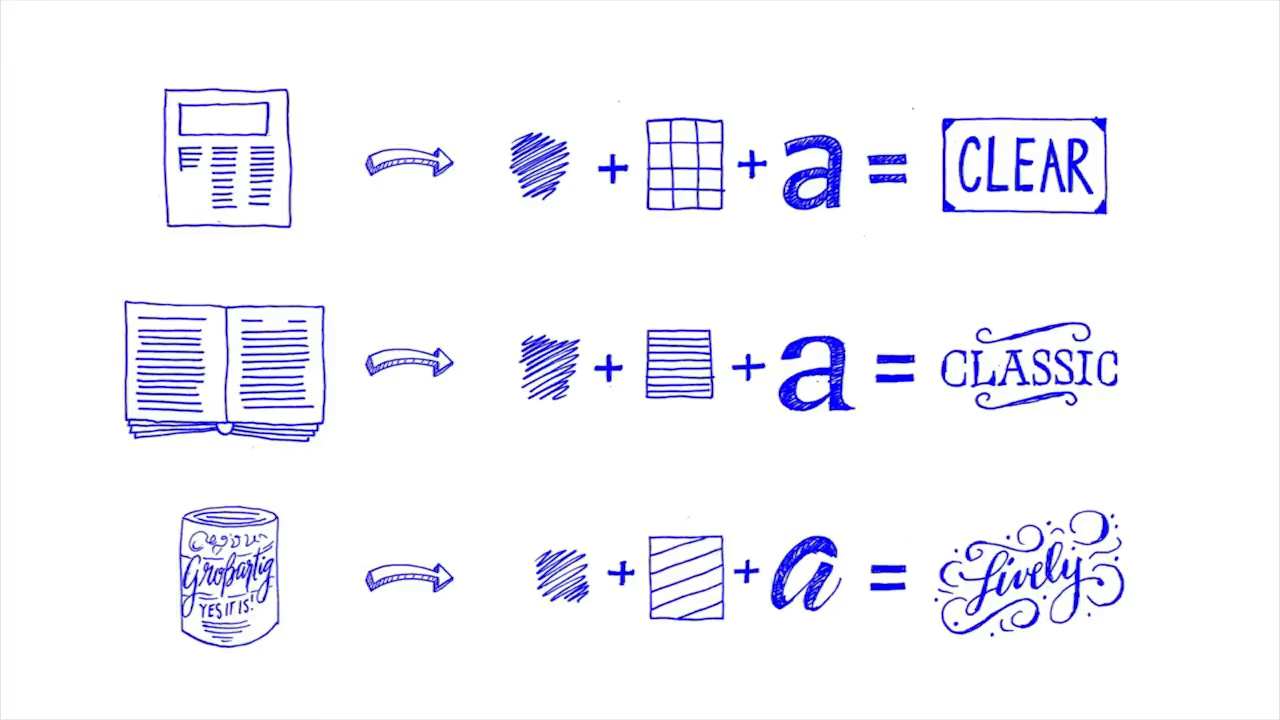 + + a = CLEAR
+ + a = CLASSIC
Großartig
YES IT IS!
+ + a = Lively